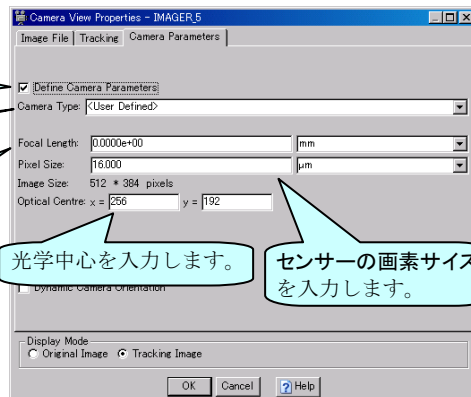 Camera View Properties - IMAGER_5
Image File Tracking Camera Parameters
Define Camera Parameters
Camera Type: <User Defined>
Focal Length: 0.0000e+00 mm
Pixel Size: 16.000 μm
Image Size: 512 * 384 pixels
Optical Centre: x = 256 y = 192
光学中心を入力します。
センサーの画素サイズ
を入力します。
Dynamic Camera Orientation
Display Mode
Original Image Tracking Image
OK Cancel Help